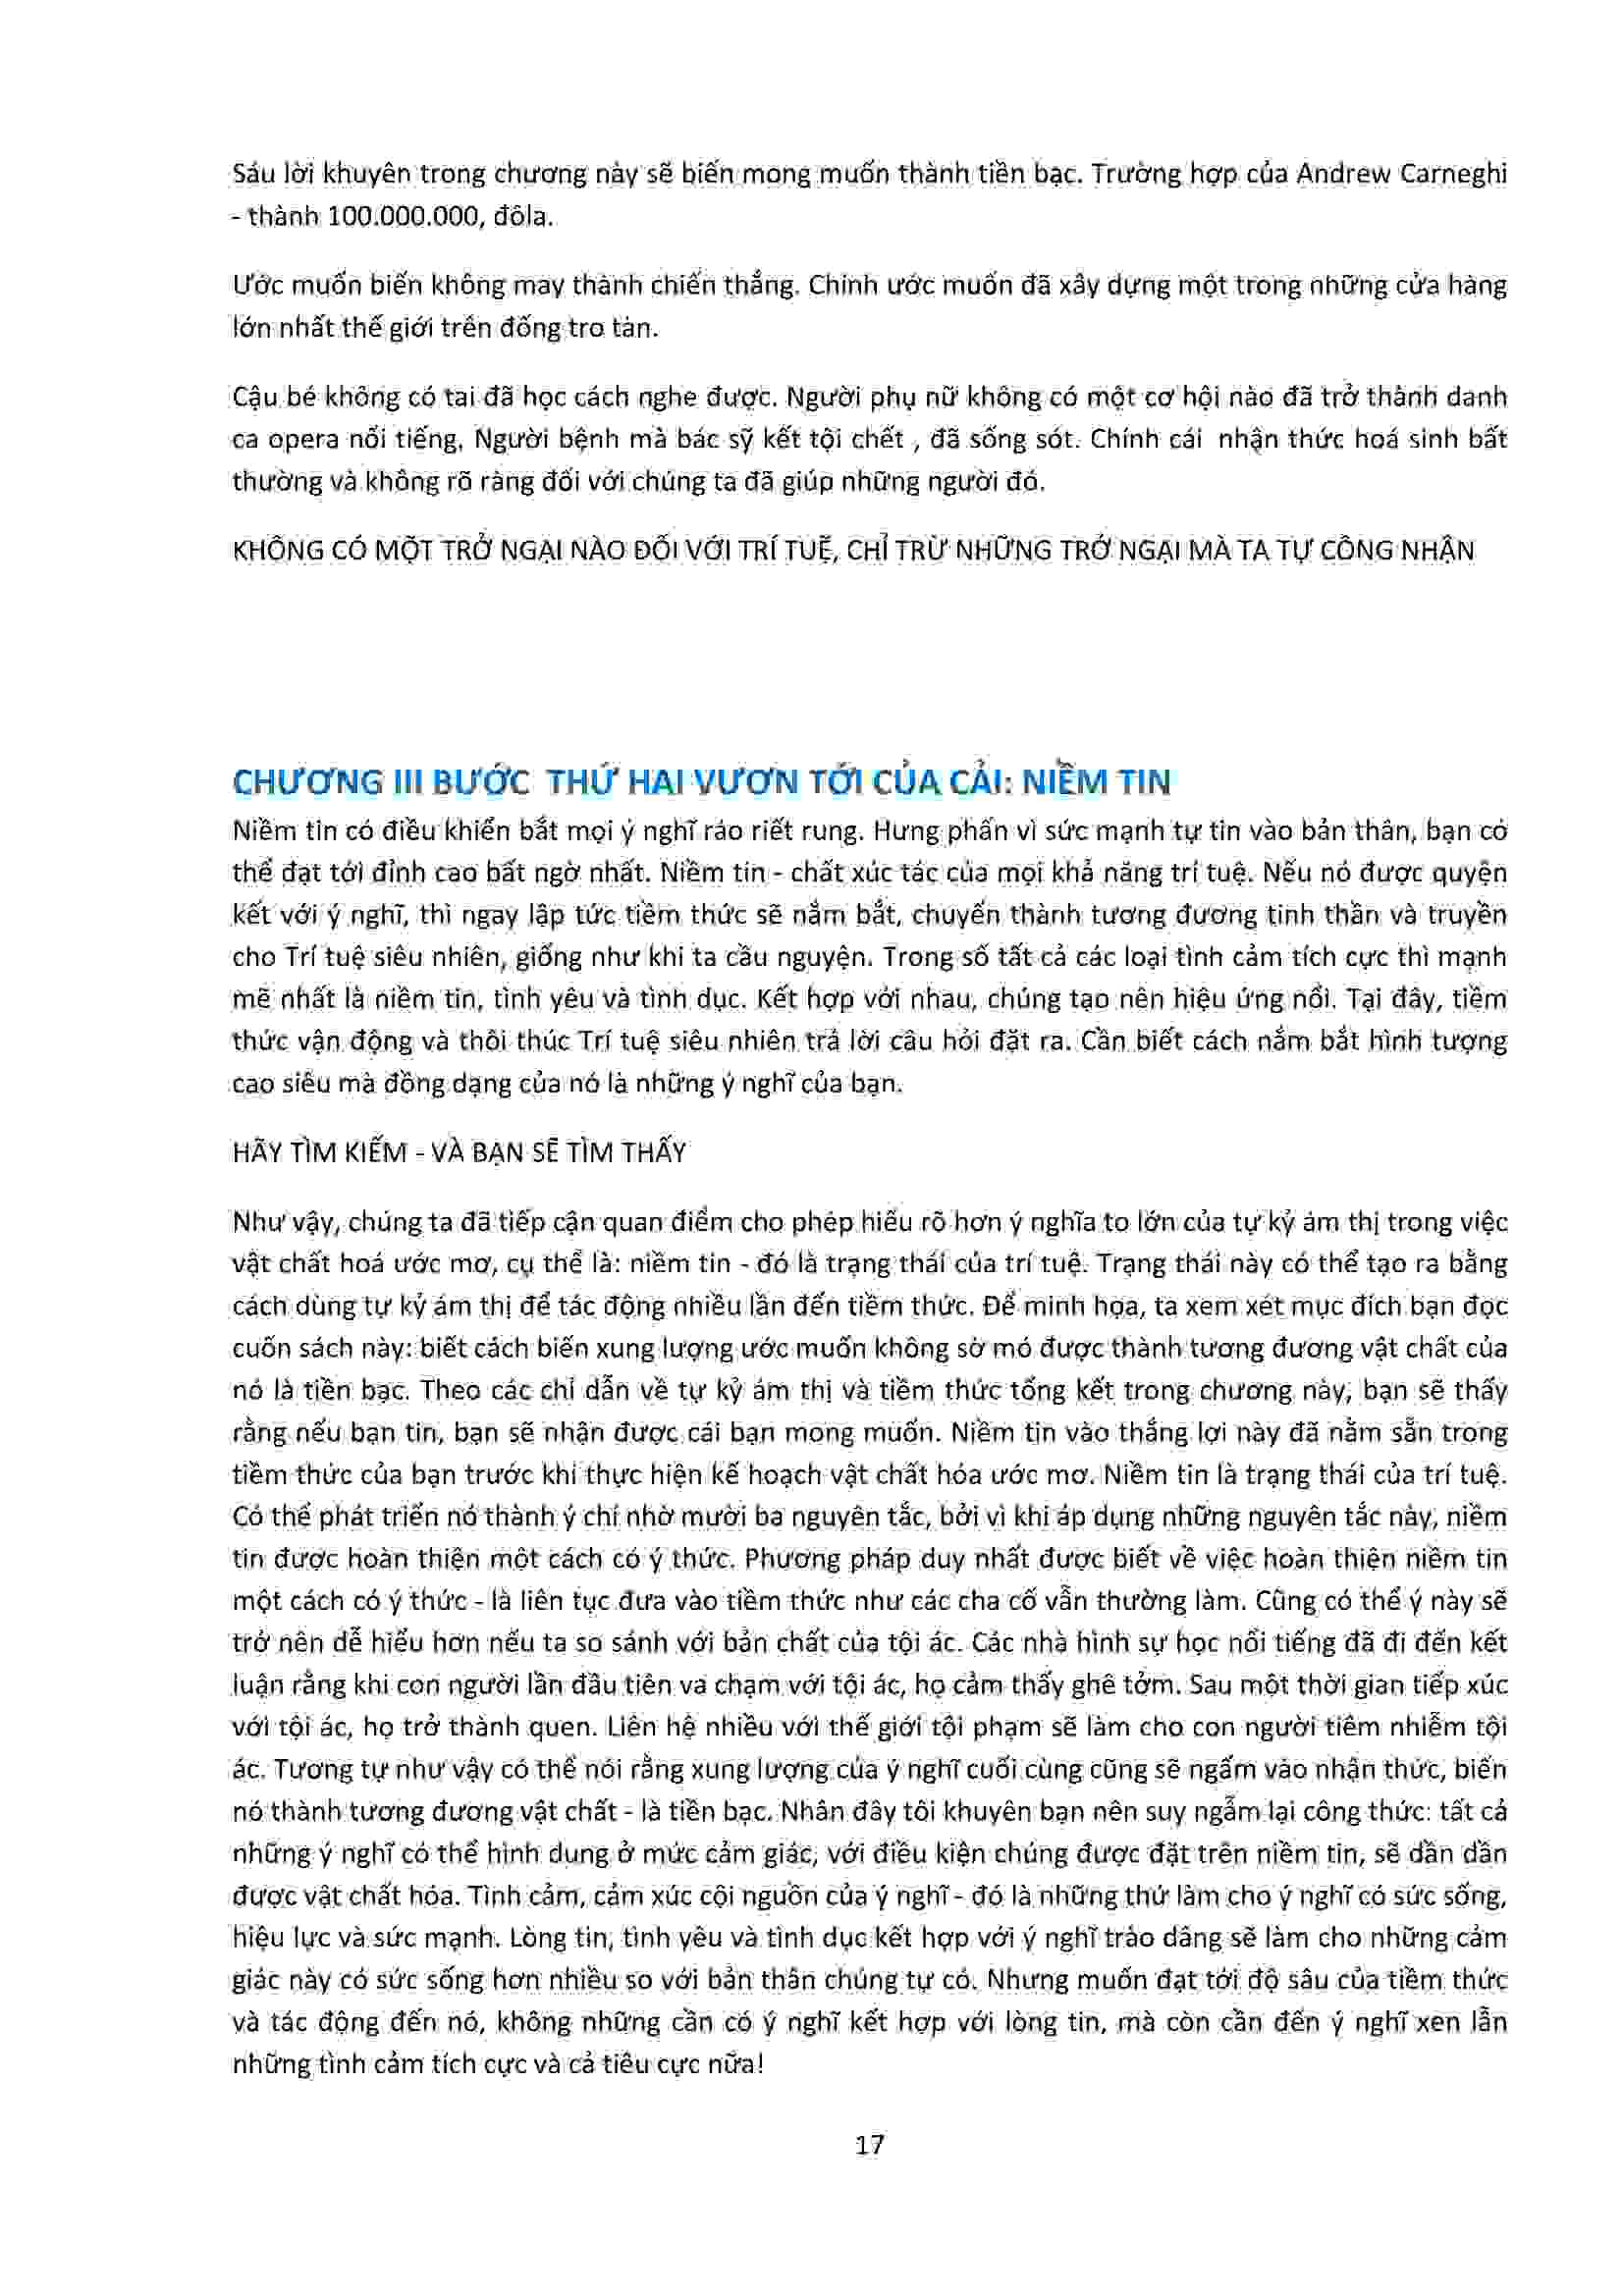 Sáu lời khuyên trong chương này sẽ biến mong muốn thành tiền bạc. Trường hợp của Andrew Carneghi
- thành 100.000.000, đôla.
Ước muốn biến không may thành chiến thắng. Chính ước muốn đã xây dựng một trong những cửa hàng
lớn nhất thế giới trên đống tro tàn.
Cậu bé không có tai đã học cách nghe được. Người phụ nữ không có một cơ hội nào đã trở thành danh
ca opera nổi tiếng. Người bệnh mà bác sỹ kết tội chết , đã sống sót. Chính cái nhận thức hoá sinh bất
thường và không rõ ràng đối với chúng ta đã giúp những người đó.
KHÔNG CÓ MỘT TRỞ NGẠI NÀO ĐỐI VỚI TRÍ TUỆ, CHỈ TRỪ NHỮNG TRỞ NGẠI MÀ TA TỰ CÔNG NHẬN
CHƯƠNG III BƯỚC THỨ HAI VƯƠN TỚI CỦA CẢI: NIỀM TIN
Niềm tin có điều khiển bắt mọi ý nghĩ ráo riết rung. Hưng phấn vì sức mạnh tự tin vào bản thân, bạn có
thể đạt tới đỉnh cao bất ngờ nhất. Niềm tin - chất xúc tác của mọi khả năng trí tuệ. Nếu nó được quyện
kết với ý nghĩ, thì ngay lập tức tiềm thức sẽ nắm bắt, chuyển thành tương đương tinh thần và truyền
cho Trí tuệ siêu nhiên, giống như khi ta cầu nguyện. Trong số tất cả các loại tình cảm tích cực thì mạnh
mẽ nhất là niềm tin, tình yêu và tình dục. Kết hợp với nhau, chúng tạo nên hiệu ứng nổi. Tại đây, tiềm
thức vận động và thôi thúc Trí tuệ siêu nhiên trả lời câu hỏi đặt ra. Cần biết cách nắm bắt hình tượng
cao siêu mà đồng dạng của nó là những ý nghĩ của bạn.
HÃY TÌM KIẾM - VÀ BẠN SẼ TÌM THẤY
Như vậy, chúng ta đã tiếp cận quan điểm cho phép hiểu rõ hơn ý nghĩa to lớn của tự kỷ ám thị trong việc
vật chất hoá ước mơ, cụ thể là: niềm tin - đó là trạng thái của trí tuệ. Trạng thái này có thể tạo ra bằng
cách dùng tự kỷ ám thị để tác động nhiều lần đến tiềm thức. Để minh họa, ta xem xét mục đích bạn đọc
cuốn sách này: biết cách biến xung lượng ước muốn không sờ mó được thành tương đương vật chất của
nó là tiền bạc. Theo các chỉ dẫn về tự kỷ ám thị và tiềm thức tổng kết trong chương này, bạn sẽ thấy
rằng nếu bạn tin, bạn sẽ nhận được cái bạn mong muốn. Niềm tin vào thắng lợi này đã nằm sẵn trong
tiềm thức của bạn trước khi thực hiện kế hoạch vật chất hóa ước mơ. Niềm tin là trạng thái của trí tuệ.
Có thể phát triển nó thành ý chí nhờ mười ba nguyên tắc, bởi vì khi áp dụng những nguyên tắc này, niềm
tin được hoàn thiện một cách có ý thức. Phương pháp duy nhất được biết về việc hoàn thiện niềm tin
một cách có ý thức - là liên tục đưa vào tiềm thức như các cha cố vẫn thường làm. Cũng có thể ý này sẽ
trở nên dễ hiểu hơn nếu ta so sánh với bản chất của tội ác. Các nhà hình sự học nổi tiếng đã đi đến kết
luận rằng khi con người lần đầu tiên va chạm với tội ác, họ cảm thấy ghê tởm. Sau một thời gian tiếp xúc
với tội ác, họ trở thành quen. Liên hệ nhiều với thế giới tội phạm sẽ làm cho con người tiêm nhiễm tội
ác. Tương tự như vậy có thể nói rằng xung lượng của ý nghĩ cuối cùng cũng sẽ ngấm vào nhận thức, biến
nó thành tương đương vật chất - là tiền bạc. Nhân đây tôi khuyên bạn nên suy ngẫm lại công thức: tất cả
những ý nghĩ có thể hình dung ở mức cảm giác, với điều kiện chúng được đặt trên niềm tin, sẽ dần dần
được vật chất hóa. Tình cảm, cảm xúc cội nguồn của ý nghĩ - đó là những thứ làm cho ý nghĩ có sức sống,
hiệu lực và sức mạnh. Lòng tin, tình yêu và tình dục kết hợp với ý nghĩ trào dâng sẽ làm cho những cảm
giác này có sức sống hơn nhiều so với bản thân chúng tự có. Nhưng muốn đạt tới độ sâu của tiềm thức
và tác động đến nó, không những cần có ý nghĩ kết hợp với lòng tin, mà còn cần đến ý nghĩ xen lẫn
những tình cảm tích cực và cả tiêu cực nữa!
17